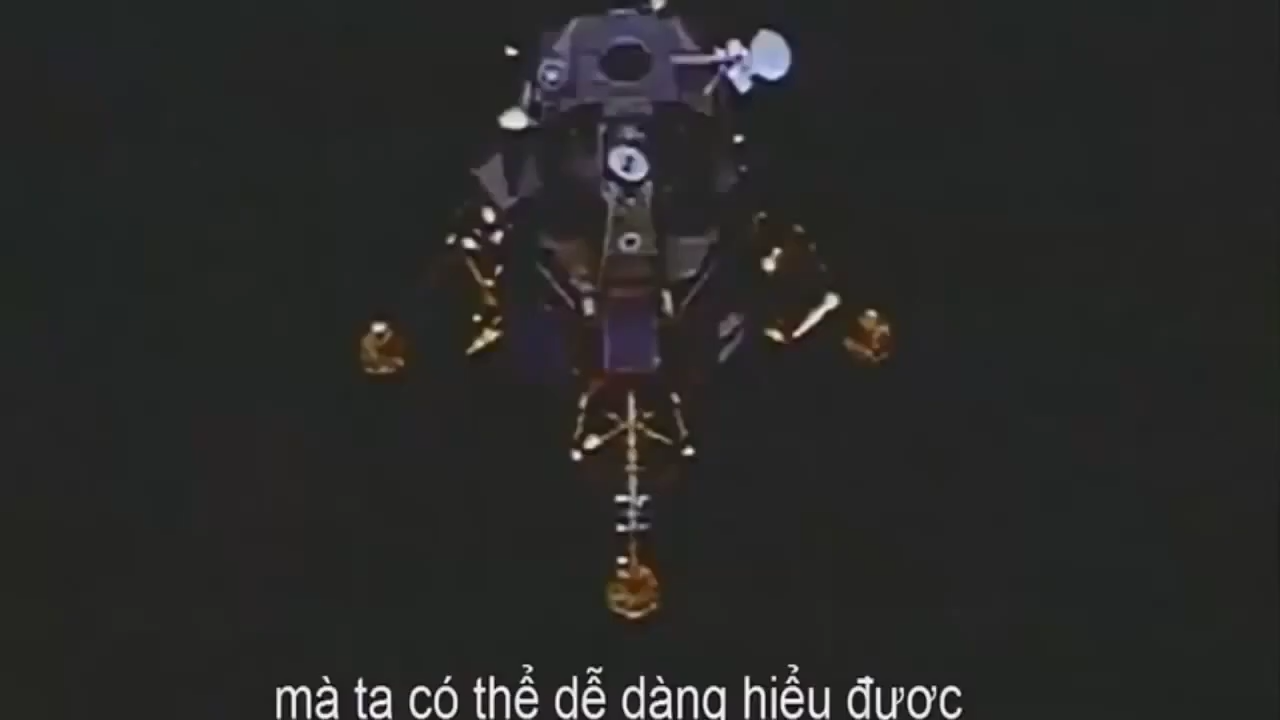 mà ta có thể dễ dàng hiểu được